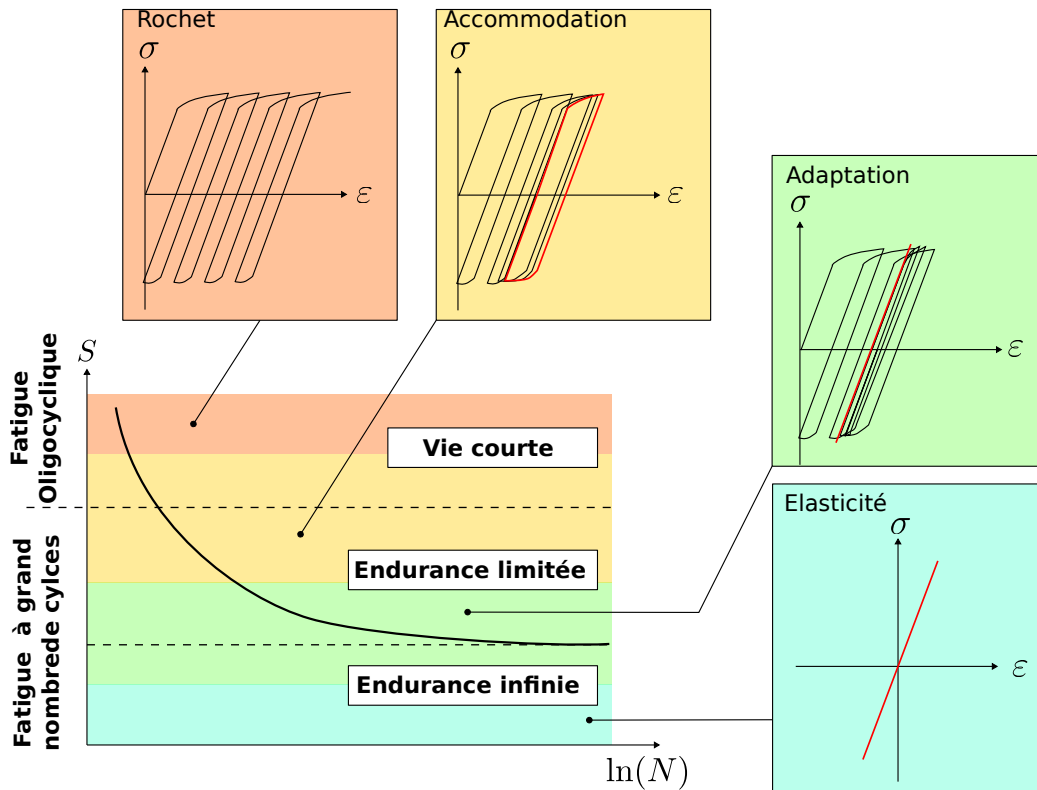 Rochet
σ
ε
Accommodation
σ
ε
Adaptation
σ
ε
Elasticité
σ
ε
S
Fatigue
Oligocyclique
Fatigue à grand
nombrede cylces
Vie courte
Endurance limitée
Endurance infinie
ln(N)